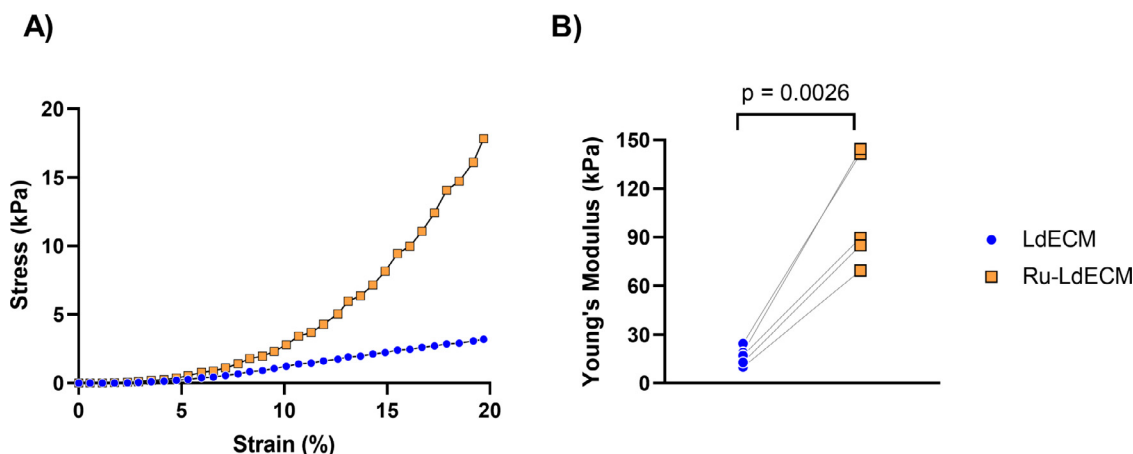 A)
B)
p = 0.0026
Stress (kPa)
20
15
10
5
0
0
5
10
15
20
Strain (%)
Young's Modulus (kPa)
150
120
90
60
30
0
LdECM
Ru-LdECM